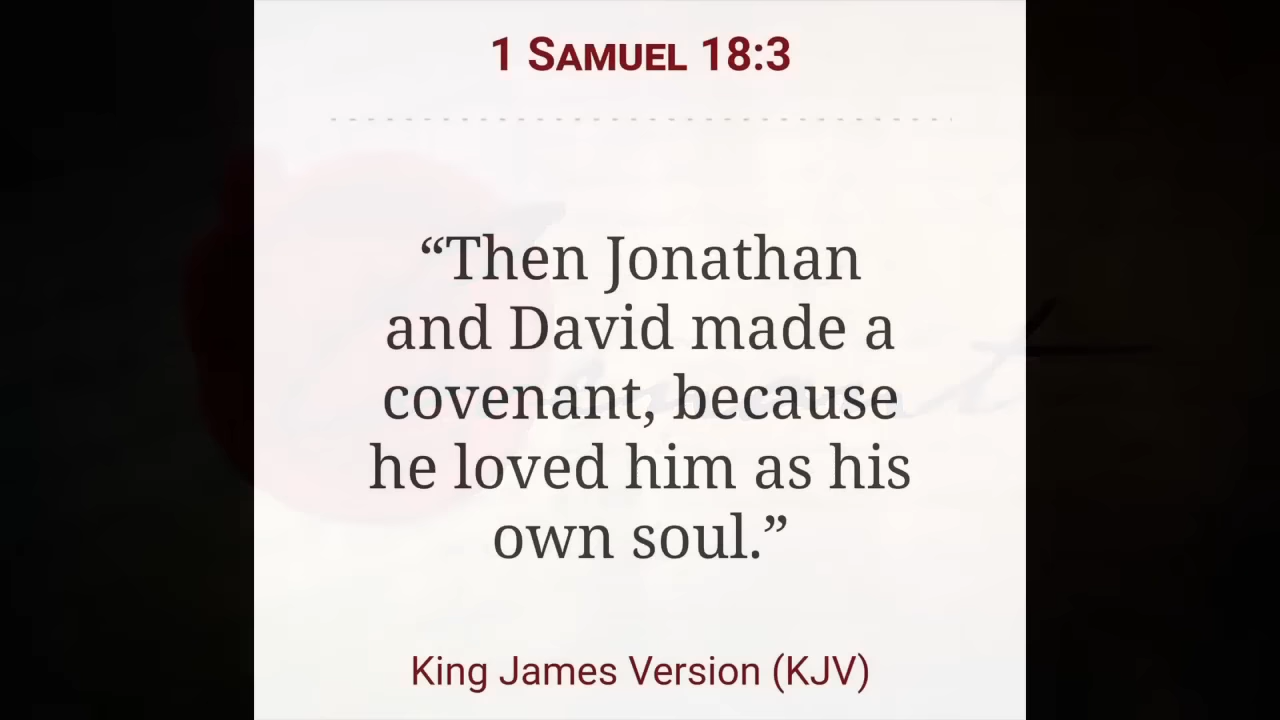 1 Samuel 18:3
“Then Jonathan
and David made a
covenant, because
he loved him as his
own soul.”
King James Version (KJV)